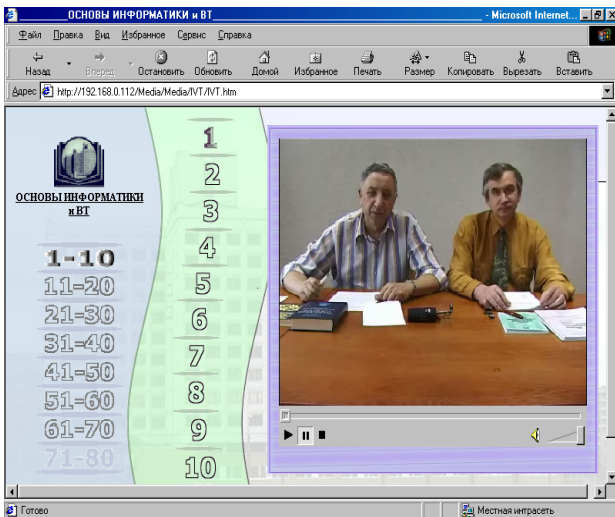 ОСНОВЫ ИНФОРМАТИКИ и ВТ - Microsoft Internet...
Файл Правка Вид Избранное Сервис Справка
Назад Вперед Остановить Обновить Домой Избранное Печать Размер Копировать Вырезать Вставить
Адрес http://192.168.0.112/Media/Media/IVT/IVT.htm
ОСНОВЫ ИНФОРМАТИКИ
и ВТ
1-10
11-20
21-30
31-40
41-50
51-60
61-70
71-80
1
2
3
4
5
6
7
8
9
10
Готово Местная интрасеть